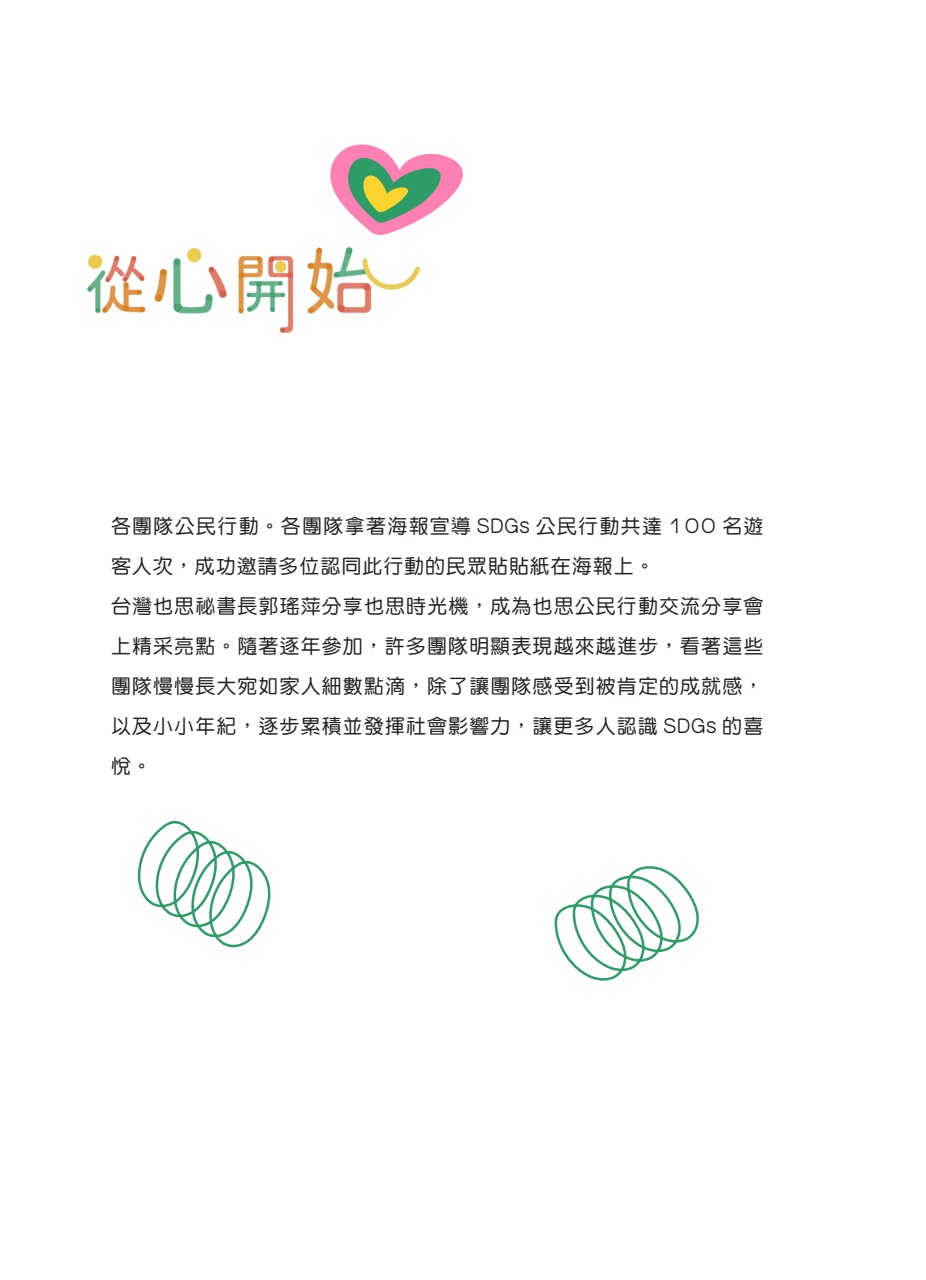 從心開始
各團隊公民行動。各團隊拿著海報宣導 SDGs 公民行動共達 100 名遊
客人次，成功邀請多位認同此行動的民眾貼貼紙在海報上。
台灣也思祕書長郭瑤萍分享也思時光機，成為也思公民行動交流分享會
上精采亮點。隨著逐年參加，許多團隊明顯表現越來越進步，看著這些
團隊慢慢長大宛如家人細數點滴，除了讓團隊感受到被肯定的成就感，
以及小小年紀，逐步累積並發揮社會影響力，讓更多人認識 SDGs 的喜
悅。